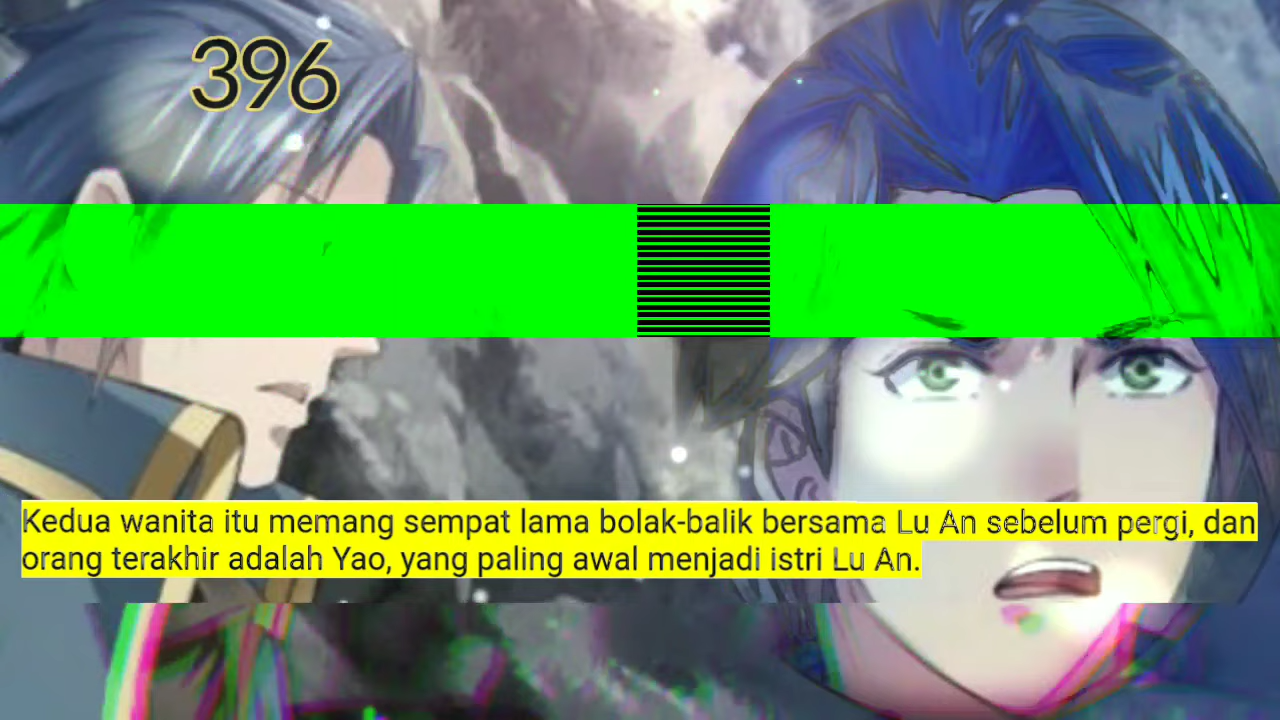 396
Kedua wanita itu memang sempat lama bolak-balik bersama Lu An sebelum pergi, dan
orang terakhir adalah Yao, yang paling awal menjadi istri Lu An.